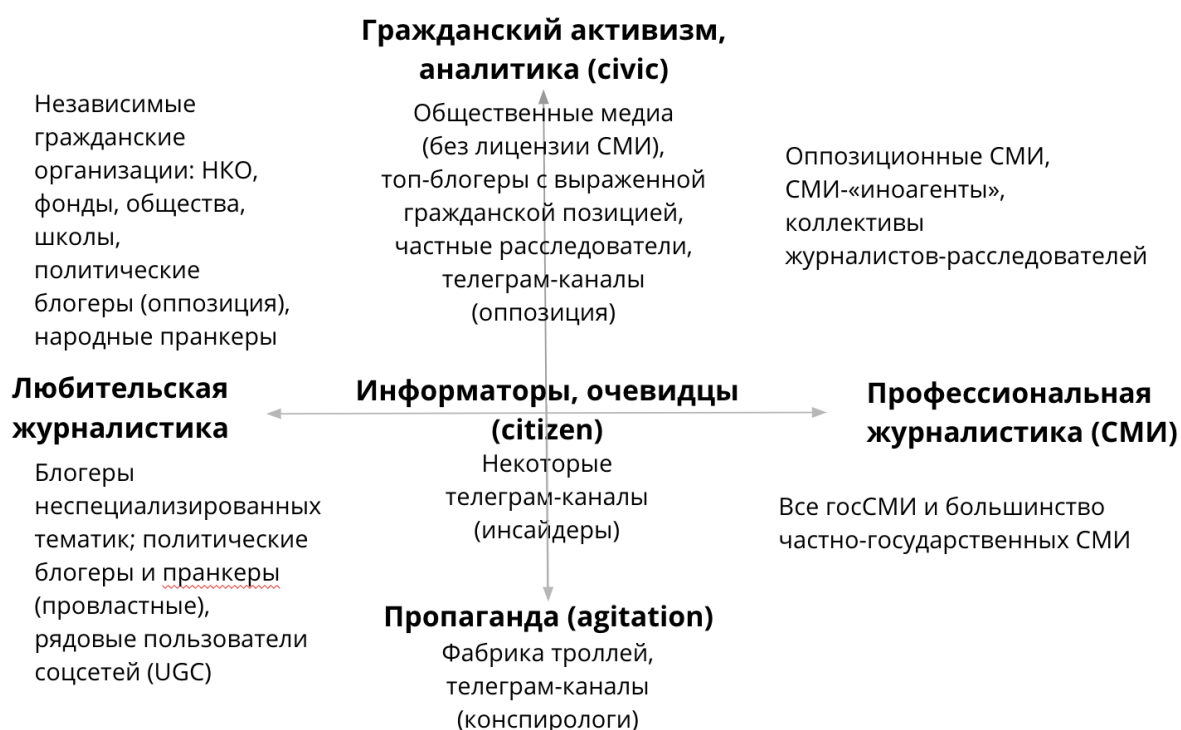 Гражданский активизм,
аналитика (civic)
Независимые
гражданские
организации: НКО,
фонды, общества,
школы,
политические
блогеры (оппозиция),
народные пранкеры
Общественные медиа
(без лицензии СМИ),
топ-блогеры с выраженной
гражданской позицией,
частные расследователи,
телеграм-каналы
(оппозиция)
Оппозиционные СМИ,
СМИ-«иноагенты»,
коллективы
журналистов-расследователей
Любительская
журналистика
Информаторы, очевидцы
(citizen)
Профессиональная
журналистика (СМИ)
Блогеры
неспециализированных
тематик; политические
блогеры и пранкеры
(провластные),
рядовые пользователи
соцсетей (UGC)
Некоторые
телеграм-каналы
(инсайдеры)
Все госСМИ и большинство
частно-государственных СМИ
Пропаганда (agitation)
Фабрика троллей,
телеграм-каналы
(конспирологи)